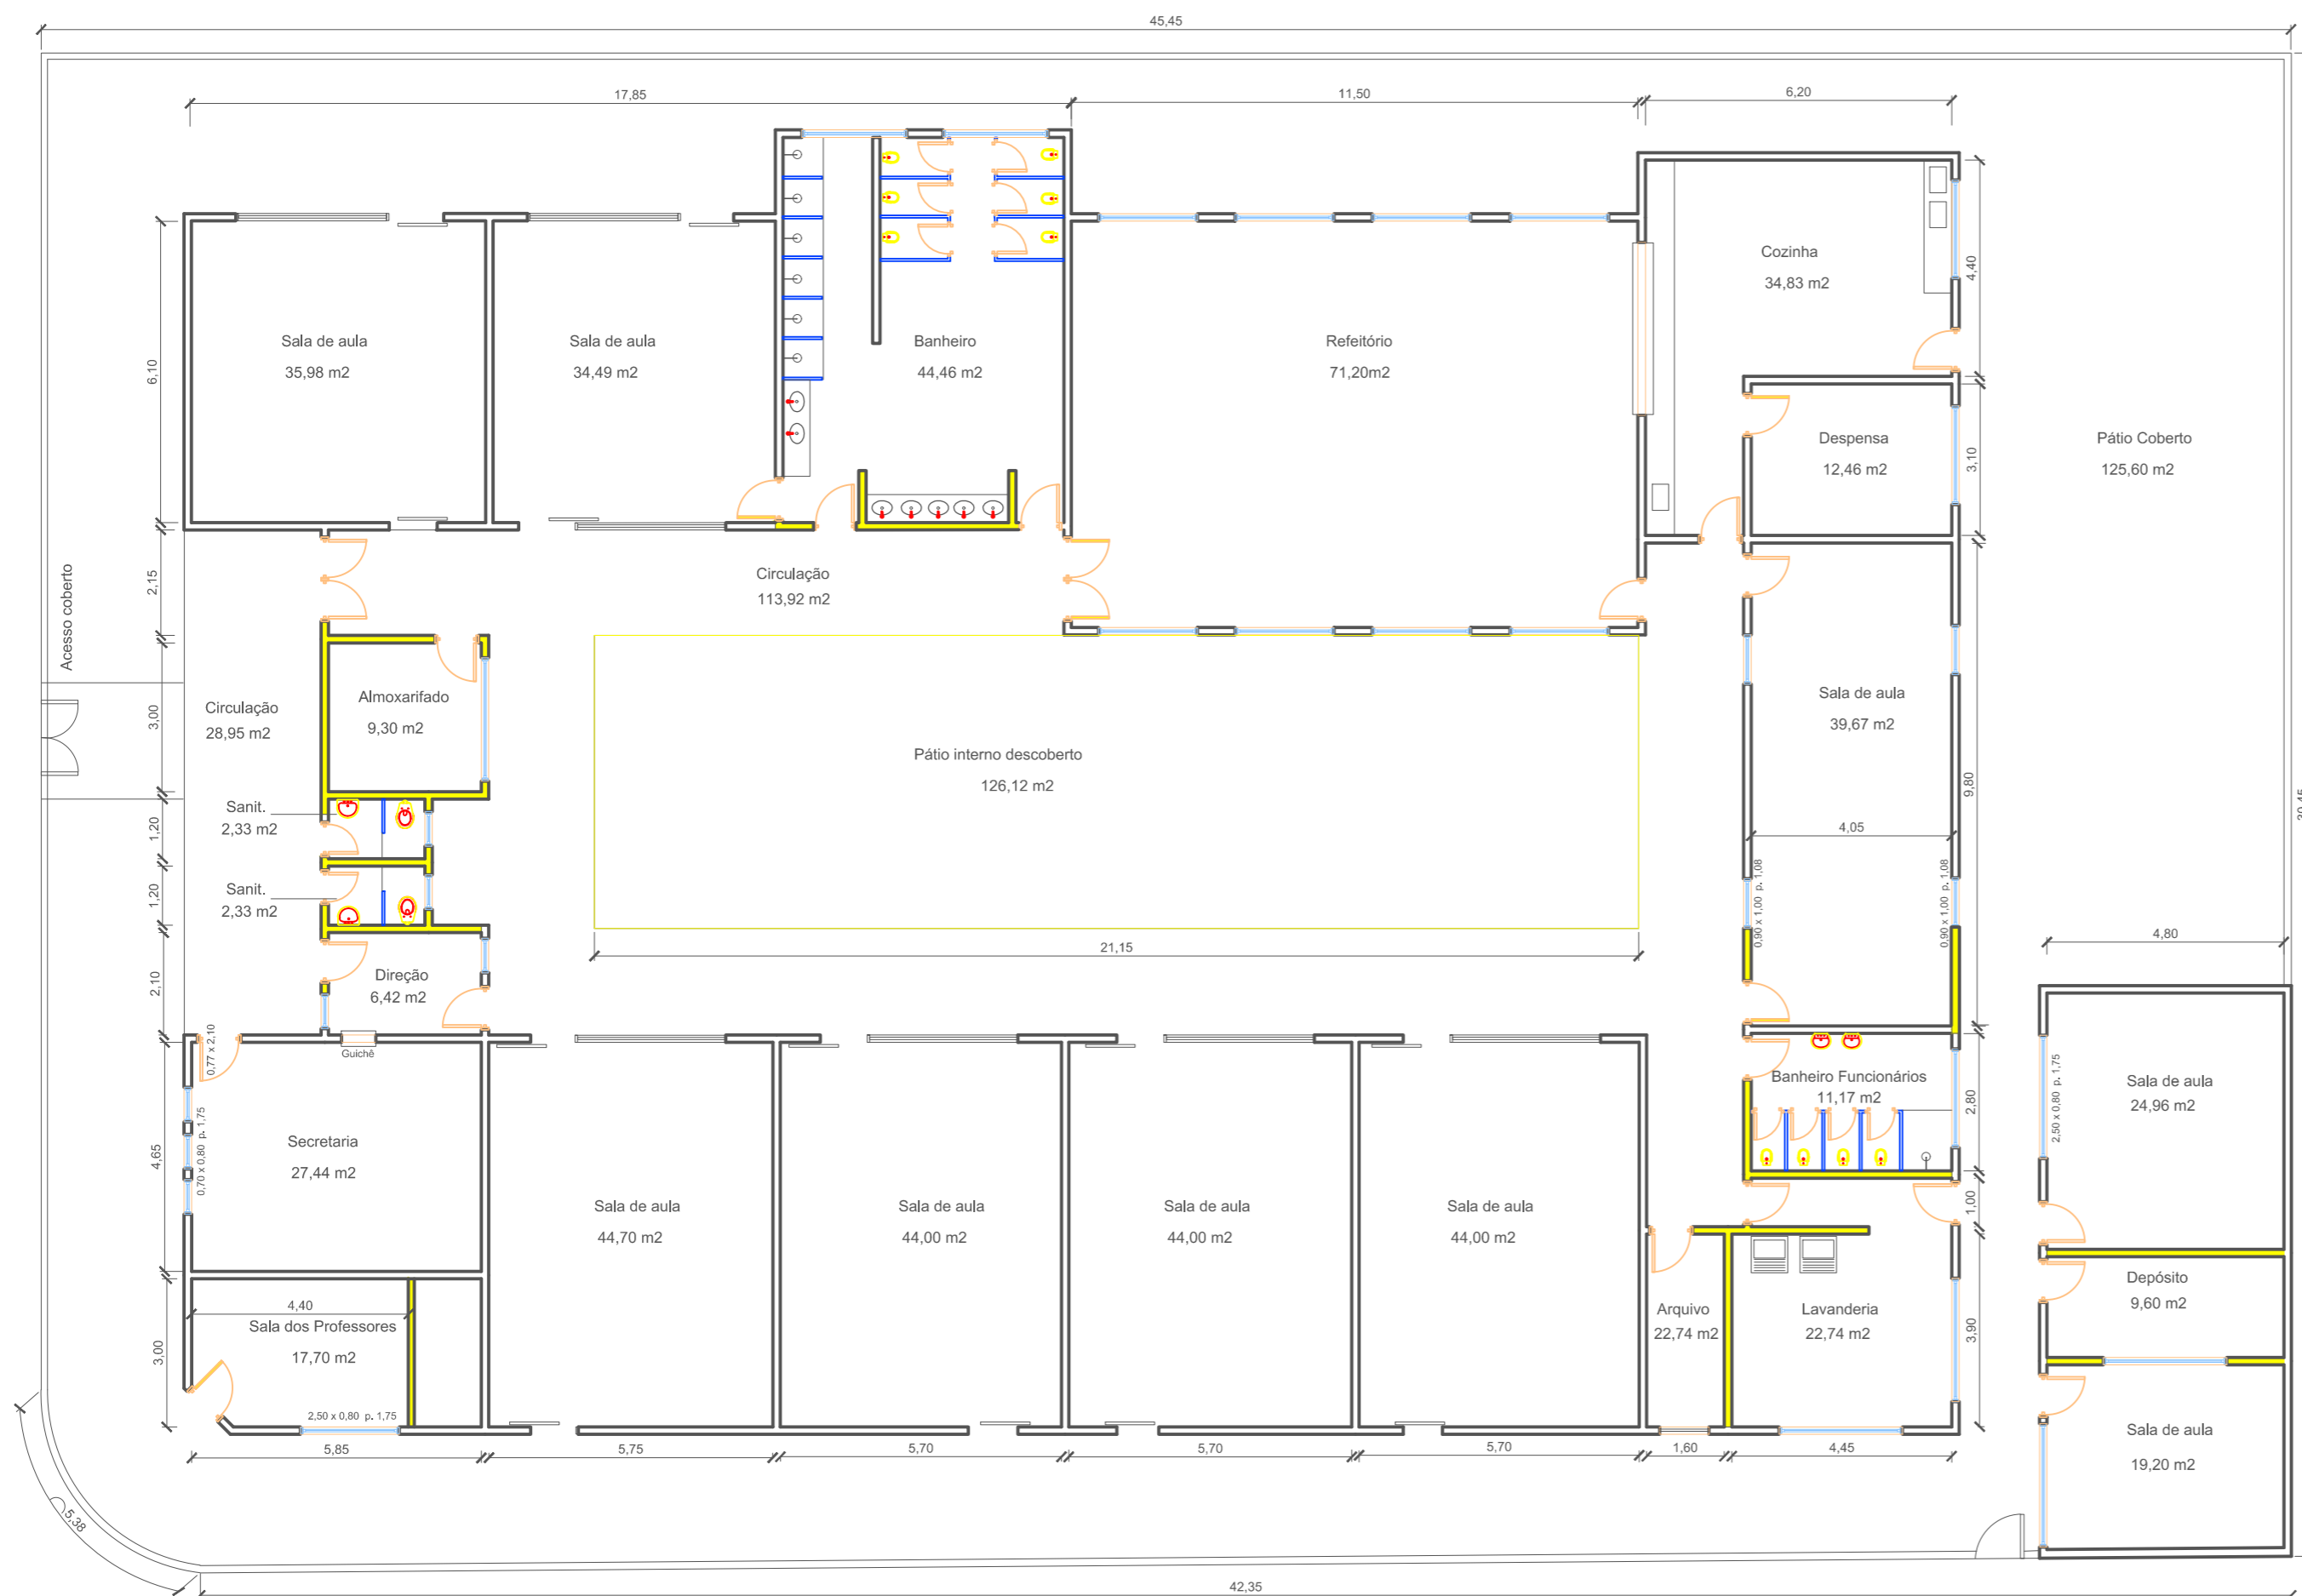 45,45
17,85
11,50
6,20
Sala de aula
35,98 m2
Sala de aula
34,49 m2
Banheiro
44,46 m2
Refeitório
71,20m2
Cozinha
34,83 m2
4,40
Despensa
12,46 m2
3,10
Pátio Coberto
125,60 m2
6,10
2,15
Acesso coberto
Circulação
113,92 m2
Almoxarifado
9,30 m2
3,00
Circulação
28,95 m2
Pátio interno descoberto
126,12 m2
Sala de aula
39,67 m2
9,80
4,05
0,90 x 1,00 p. 1,08
0,90 x 1,00 p. 1,08
Sanit.
2,33 m2
1,20
Sanit.
2,33 m2
1,20
21,15
4,80
Direção
6,42 m2
2,10
0,77 x 2,10
Guichê
Banheiro Funcionários
11,17 m2
2,80
2,50 x 0,80 p. 1,75
Sala de aula
24,96 m2
Secretaria
27,44 m2
4,65
0,70 x 0,80 p. 1,75
Sala de aula
44,70 m2
Sala de aula
44,00 m2
Sala de aula
44,00 m2
Sala de aula
44,00 m2
1,00
Depósito
9,60 m2
4,40
Sala dos Professores
17,70 m2
3,00
2,50 x 0,80 p. 1,75
Arquivo
22,74 m2
Lavanderia
22,74 m2
3,90
Sala de aula
19,20 m2
5,85
5,75
5,70
5,70
5,70
1,60
4,45
5,38
42,35